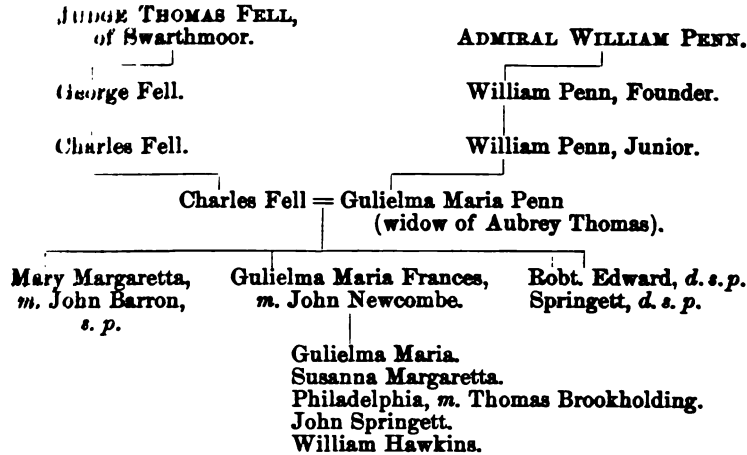 JUDGE THOMAS FELL,
of Swarthmoor.
ADMIRAL WILLIAM PENN.
George Fell.
William Penn, Founder.
Charles Fell.
William Penn, Junior.
Charles Fell = Gulielma Maria Penn
(widow of Aubrey Thomas).
Mary Margaretta,
m. John Barron,
s. p.
Gulielma Maria Frances,
m. John Newcombe.
Robt. Edward, d. s. p.
Springett, d. s. p.
Gulielma Maria.
Susanna Margaretta.
Philadelphia, m. Thomas Brookholding.
John Springett.
William Hawkins.